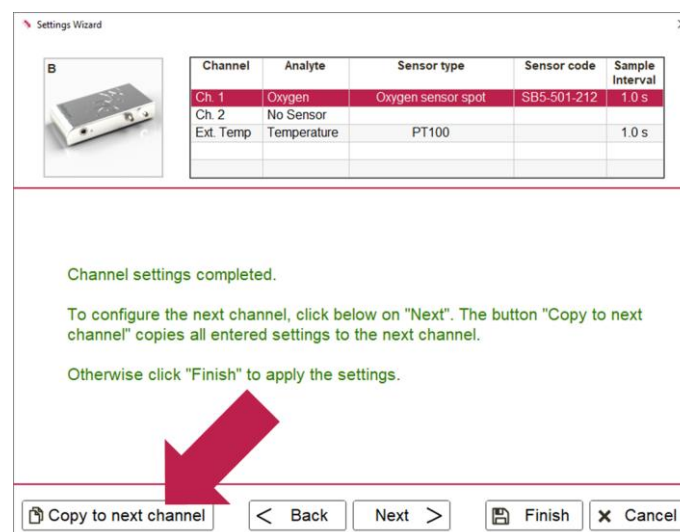 Settings Wizard
B
Channel Analyte Sensor type Sensor code Sample Interval
Ch. 1 Oxygen Oxygen sensor spot SB5-501-212 1.0 s
Ch. 2 No Sensor
Ext. Temp Temperature PT100 1.0 s
Channel settings completed.
To configure the next channel, click below on "Next". The button "Copy to next
channel" copies all entered settings to the next channel.
Otherwise click "Finish" to apply the settings.
Copy to next channel < Back Next > Finish Cancel